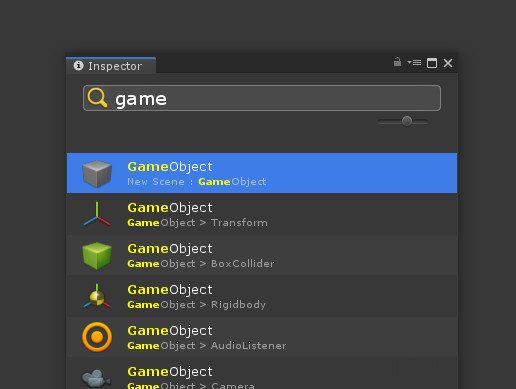 Inspector
game
GameObject
New Scene : GameObject
GameObject
GameObject > Transform
GameObject
GameObject > BoxCollider
GameObject
GameObject > Rigidbody
GameObject
GameObject > AudioListener
GameObject
GameObject > Camera